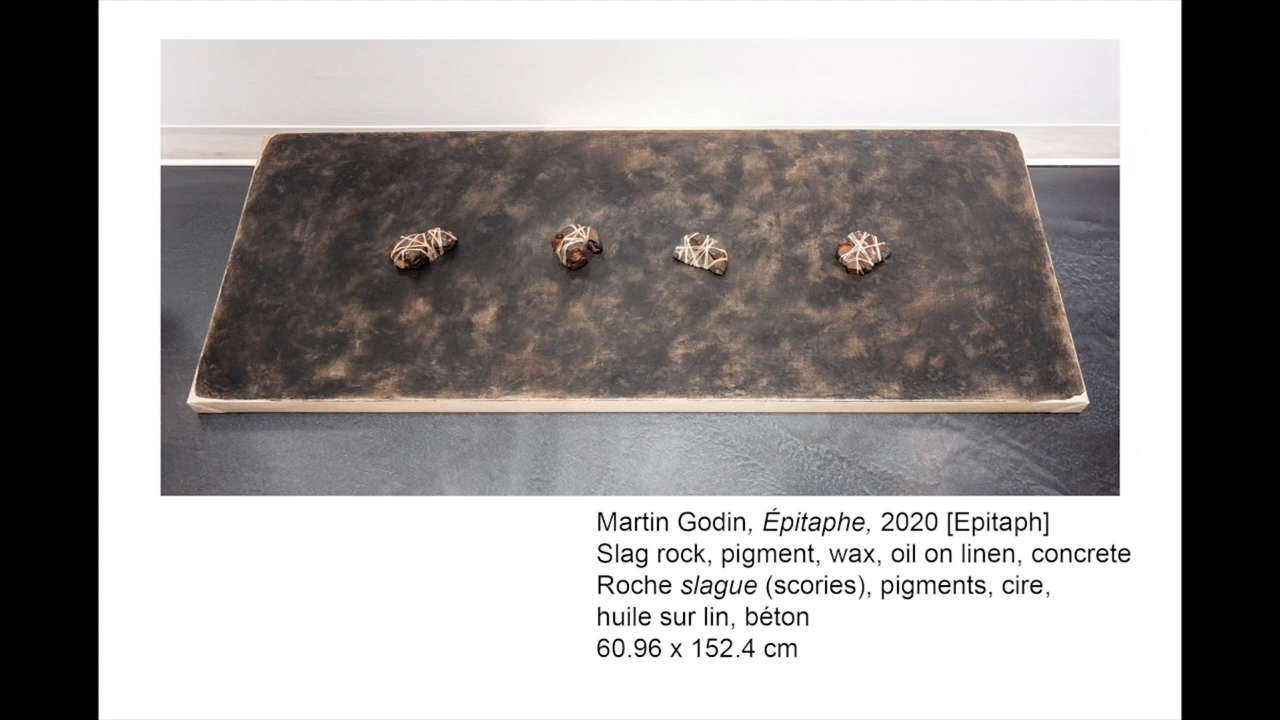 Martin Godin, Épitaphe, 2020 [Epitaph]
Slag rock, pigment, wax, oil on linen, concrete
Roche slague (scories), pigments, cire,
huile sur lin, béton
60.96 x 152.4 cm